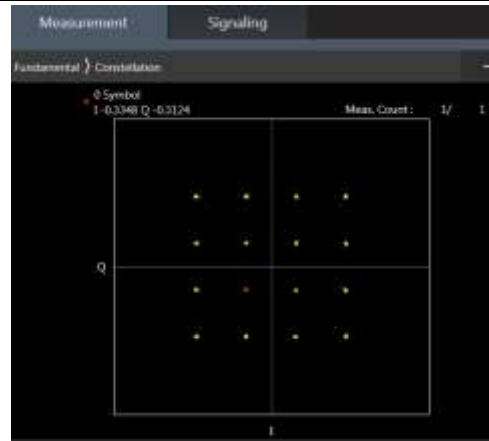 Measurement Signaling
Fundamental ⟩ Constellation
0 Symbol
I -0.3348 Q -0.3124 Meas. Count : 1/ 1
Q
I